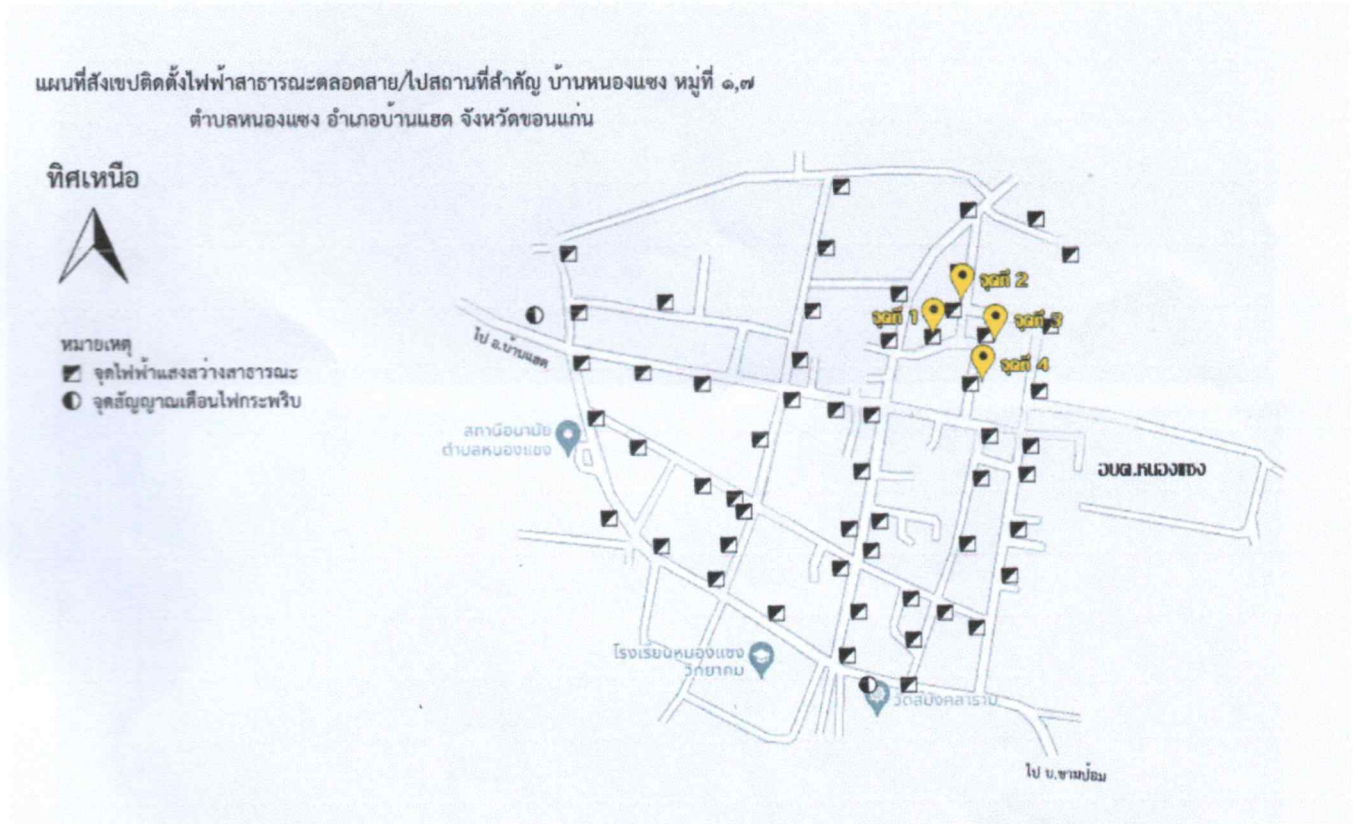 แผนที่สังเขปติดตั้งไฟฟ้าสาธารณะตลอดสาย/ไปสถานที่สำคัญ บ้านหนองแซง หมู่ที่ ๑,๗
ตำบลหนองแซง อำเภอบ้านแฮด จังหวัดขอนแก่น
ทิศเหนือ
หมายเหตุ
จุดไฟฟ้าแสงสว่างสาธารณะ
จุดสัญญาณเตือนไฟกระพริบ
จุดที่ 2
จุดที่ 1
จุดที่ 3
จุดที่ 4
ไป อ.บ้านแฮด
สถานีอนามัย
ตำบลหนองแซง
อบต.หนองแซง
โรงเรียนหนองแซง
วิทยาคม
วัดสมังคลาราม
ไป บ.ขามป้อม